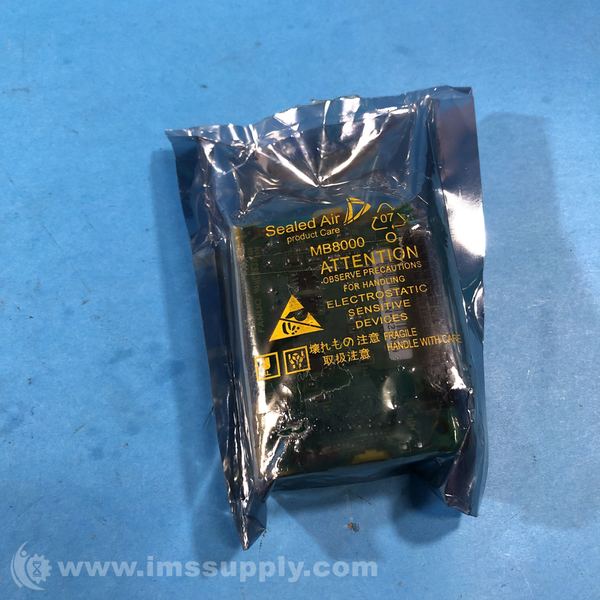 Sealed Air
product Care
07
O
MB8000
ATTENTION
OBSERVE PRECAUTIONS
FOR HANDLING
ELECTROSTATIC
SENSITIVE
DEVICES
壊れもの注意 FRAGILE
取扱注意 HANDLE WITH CARE
www.imssupply.com